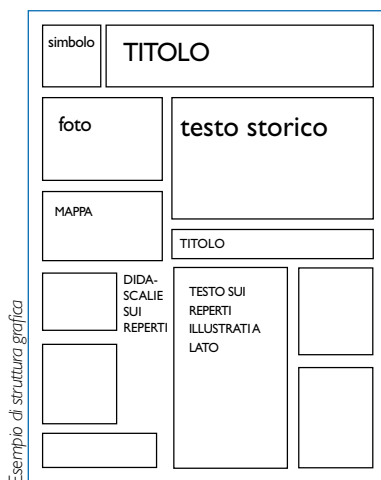 simbolo
TITOLO
foto
testo storico
MAPPA
TITOLO
DIDA-
SCALIE
SUI
REPERTI
TESTO SUI
REPERTI
ILLUSTRATI A
LATO
Esempio di struttura grafica